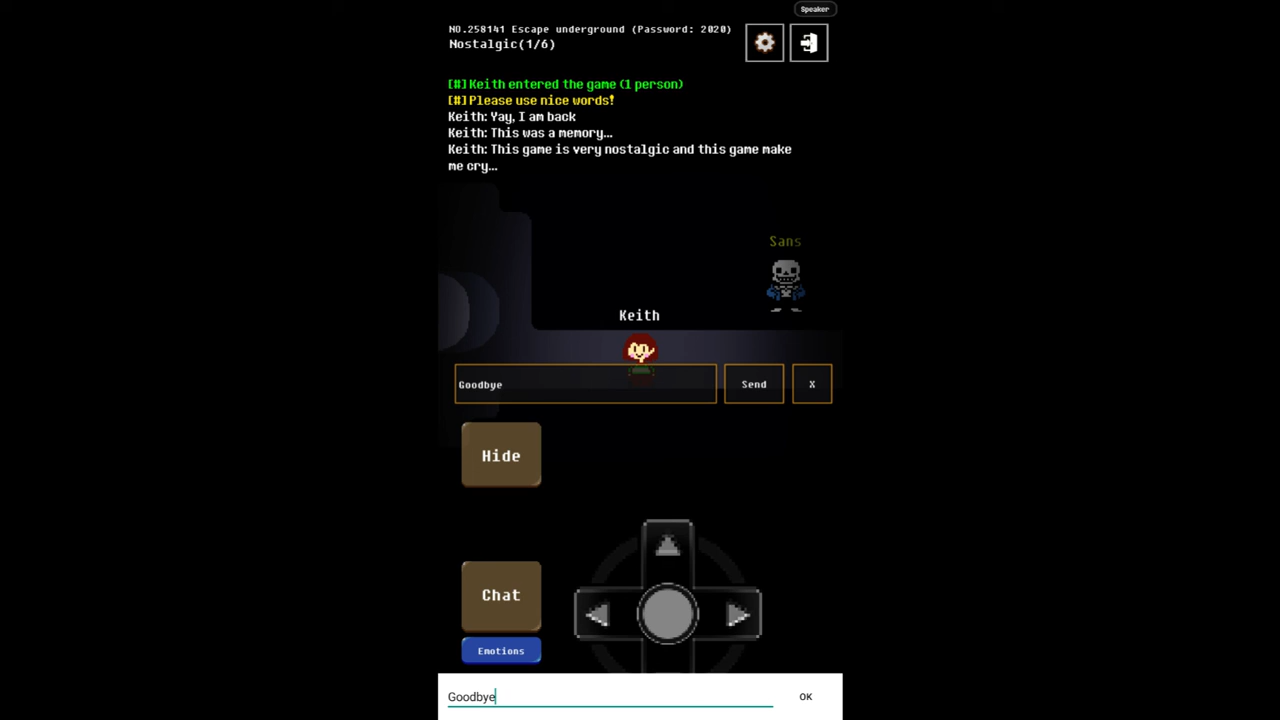 Speaker
NO.258141 Escape underground (Password: 2020)
Nostalgic(1/6)
[#]Keith entered the game (1 person)
[#]Please use nice words!
Keith: Yay, I am back
Keith: This was a memory...
Keith: This game is very nostalgic and this game make
me cry...
Sans
Keith
Goodbye
Send
X
Hide
Chat
Emotions
Goodbye
OK